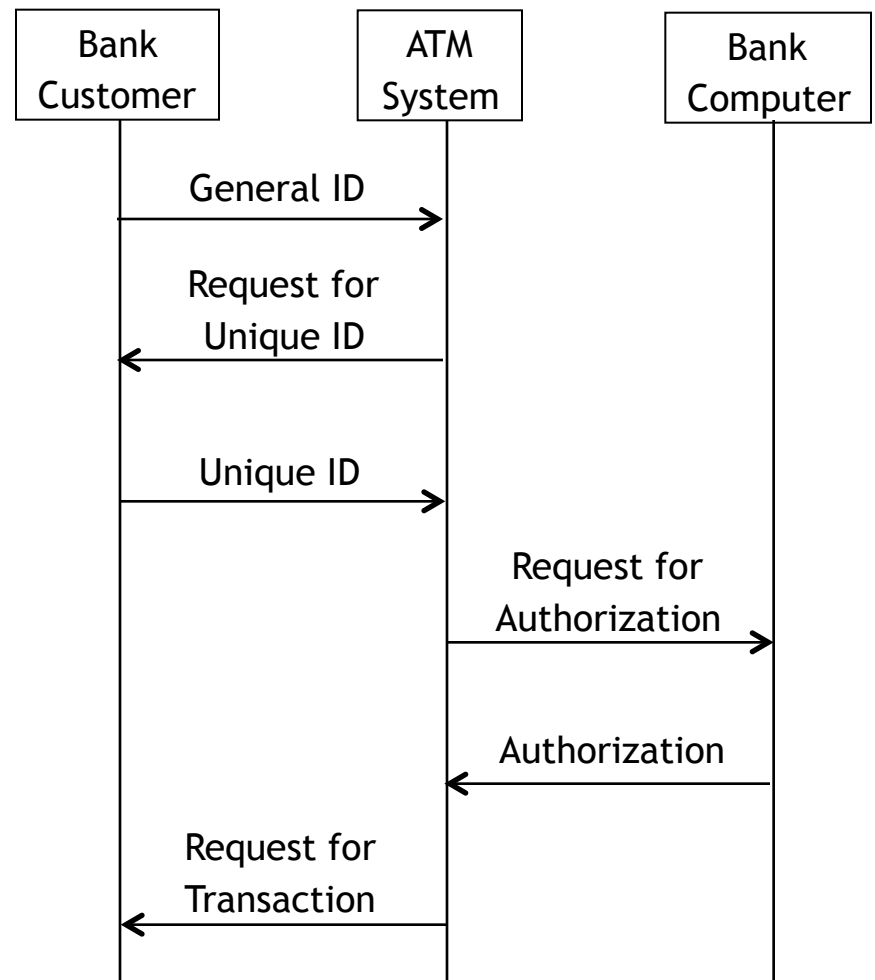 Bank
Customer
ATM
System
Bank
Computer
General ID
Request for
Unique ID
Unique ID
Request for
Authorization
Authorization
Request for
Transaction